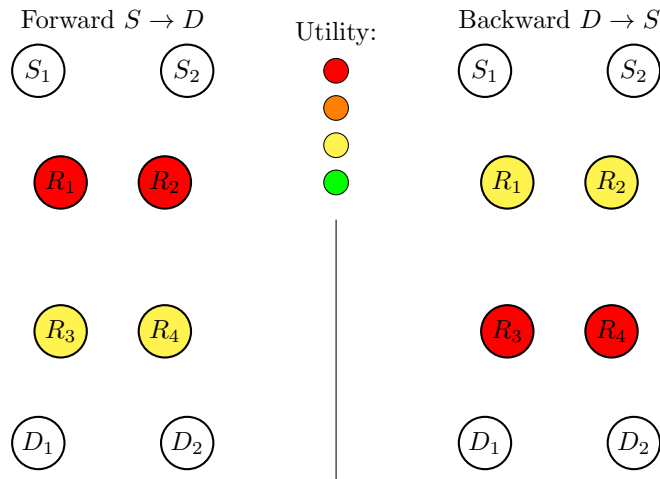 Forward S → D
Utility:
Backward D → S
S₁ S₂
S₁ S₂
R₁ R₂
R₁ R₂
R₃ R₄
R₃ R₄
D₁ D₂
D₁ D₂